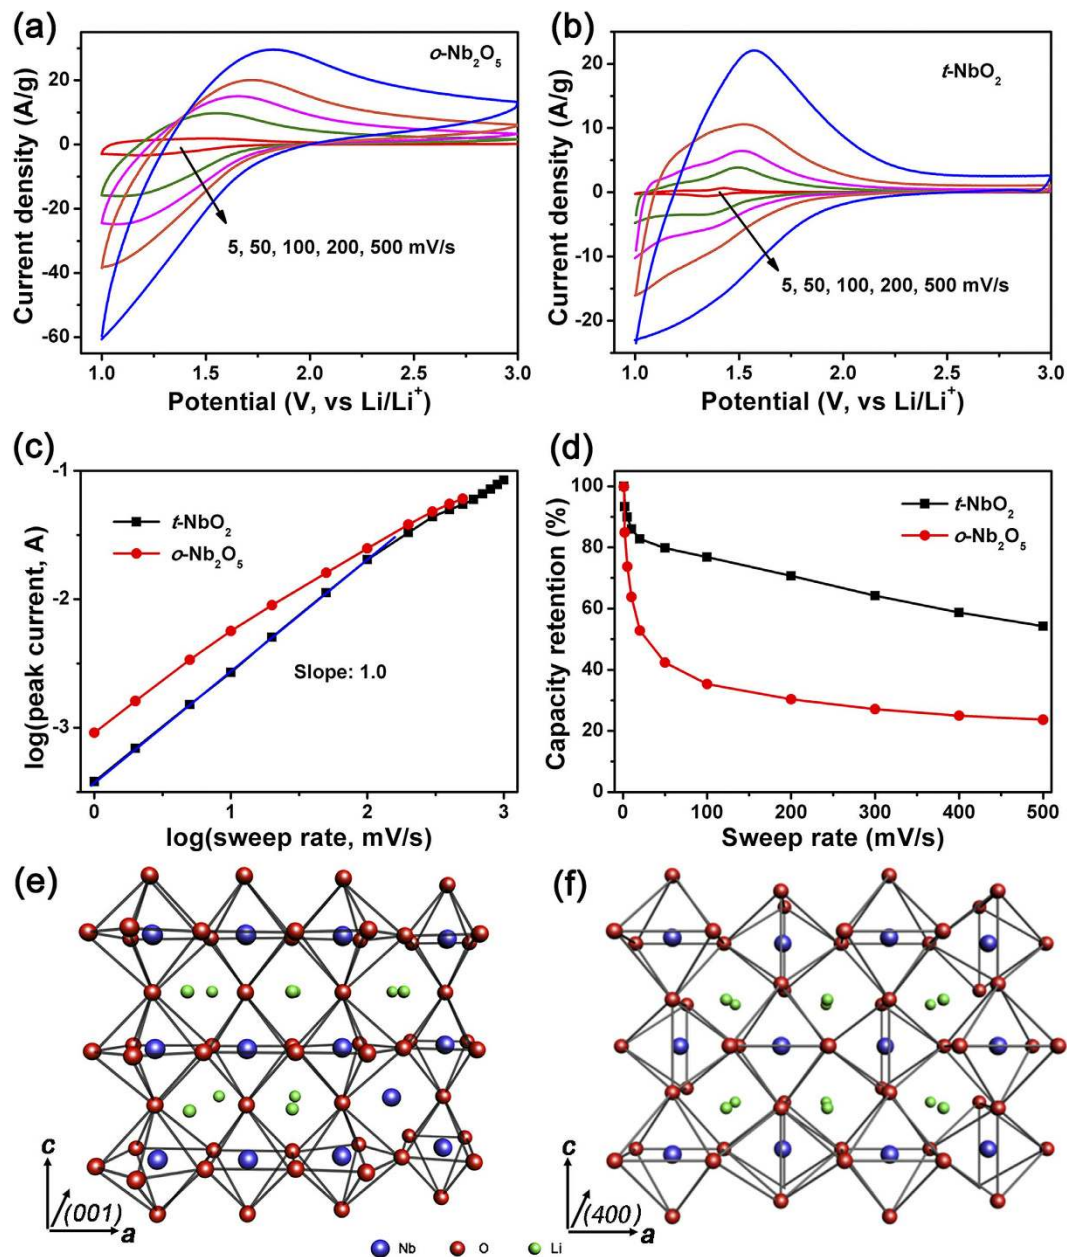 (a)
o-Nb2O5
Current density (A/g)
40
20
0
-20
-40
-60
5, 50, 100, 200, 500 mV/s
1.0 1.5 2.0 2.5 3.0
Potential (V, vs Li/Li+)
(b)
t-NbO2
Current density (A/g)
20
10
0
-10
-20
5, 50, 100, 200, 500 mV/s
1.0 1.5 2.0 2.5 3.0
Potential (V, vs Li/Li+)
(c)
log(peak current, A)
-1
-2
-3
t-NbO2
o-Nb2O5
Slope: 1.0
0 1 2 3
log(sweep rate, mV/s)
(d)
Capacity retention (%)
100
80
60
40
20
0
t-NbO2
o-Nb2O5
0 100 200 300 400 500
Sweep rate (mV/s)
(e)
c
(001)
a
(f)
c
(400)
a
Nb O Li